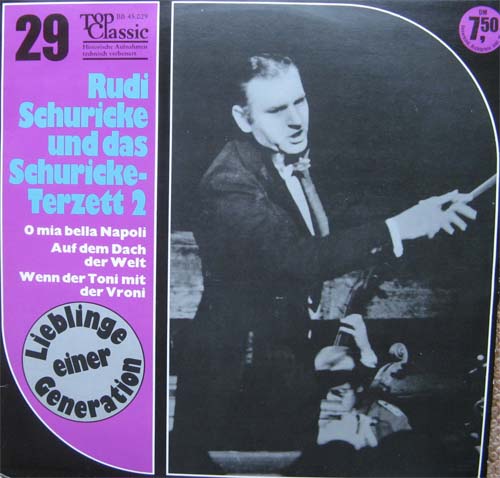 29
TOP Classic
BB 45.029
Historische Aufnahmen
technisch verbessert
Rudi
Schuricke
und das
Schuricke-
Terzett 2
O mia bella Napoli
Auf dem Dach
der Welt
Wenn der Toni mit
der Vroni
Lieblinge
einer
Generation
DM
7,50